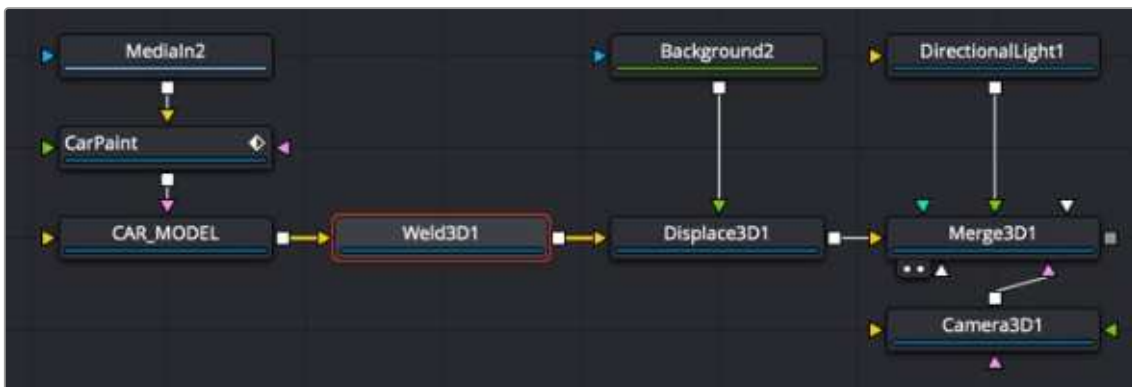 MediaIn2
Background2
DirectionalLight1
CarPaint
CAR_MODEL
Weld3D1
Displace3D1
Merge3D1
Camera3D1